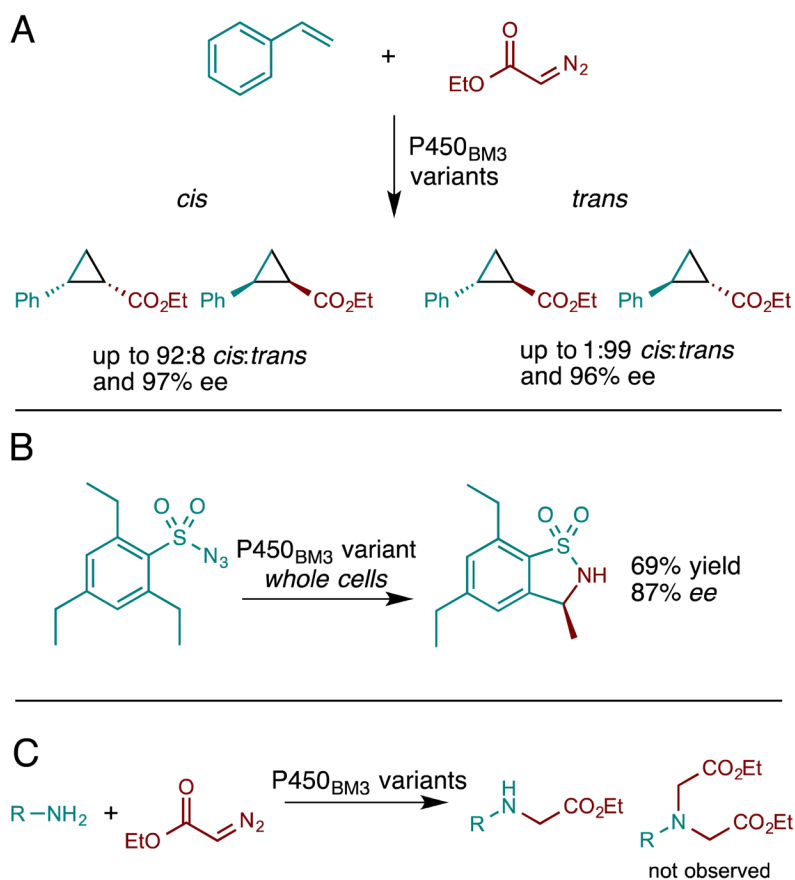 A
+
O
EtO
N2
P450BM3
variants
cis
trans
Ph
CO2Et
Ph
CO2Et
Ph
CO2Et
Ph
CO2Et
up to 92:8 cis:trans
and 97% ee
up to 1:99 cis:trans
and 96% ee
B
O O
S
N3
P450BM3 variant
whole cells
O O
S
NH
69% yield
87% ee
C
R-NH2
+
O
EtO
N2
P450BM3 variants
H
N
R
CO2Et
CO2Et
N
R
CO2Et
not observed